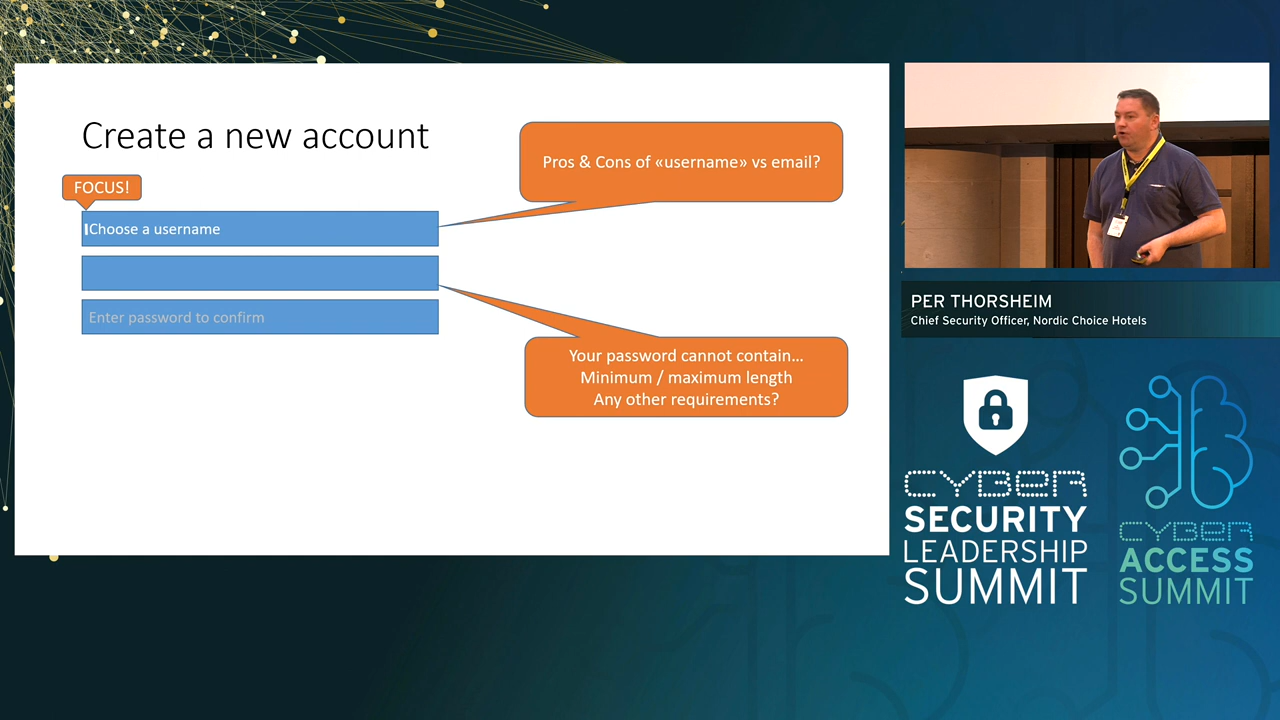 Create a new account
FOCUS!
Choose a username
Enter password to confirm
Pros & Cons of «username» vs email?
Your password cannot contain...
Minimum / maximum length
Any other requirements?
PER THORSHEIM
Chief Security Officer, Nordic Choice Hotels
CYBER
SECURITY
LEADERSHIP
SUMMIT
CYBER
ACCESS
SUMMIT